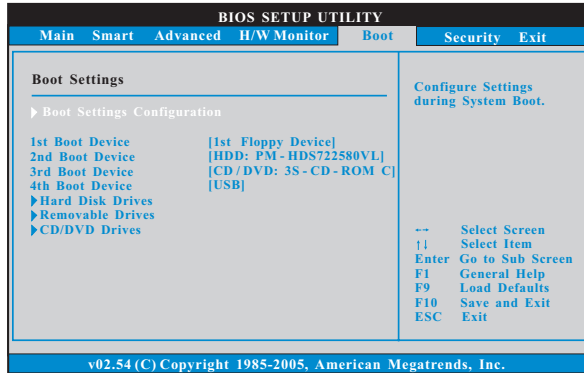 BIOS SETUP UTILITY
Main Smart Advanced H/W Monitor Boot Security Exit
Boot Settings
Boot Settings Configuration
1st Boot Device [1st Floppy Device]
2nd Boot Device [HDD: PM - HDS722580VL]
3rd Boot Device [CD / DVD: 3S - CD - ROM C]
4th Boot Device [USB]
Hard Disk Drives
Removable Drives
CD/DVD Drives
Configure Settings
during System Boot.
←→ Select Screen
↑↓ Select Item
Enter Go to Sub Screen
F1 General Help
F9 Load Defaults
F10 Save and Exit
ESC Exit
v02.54 (C) Copyright 1985-2005, American Megatrends, Inc.